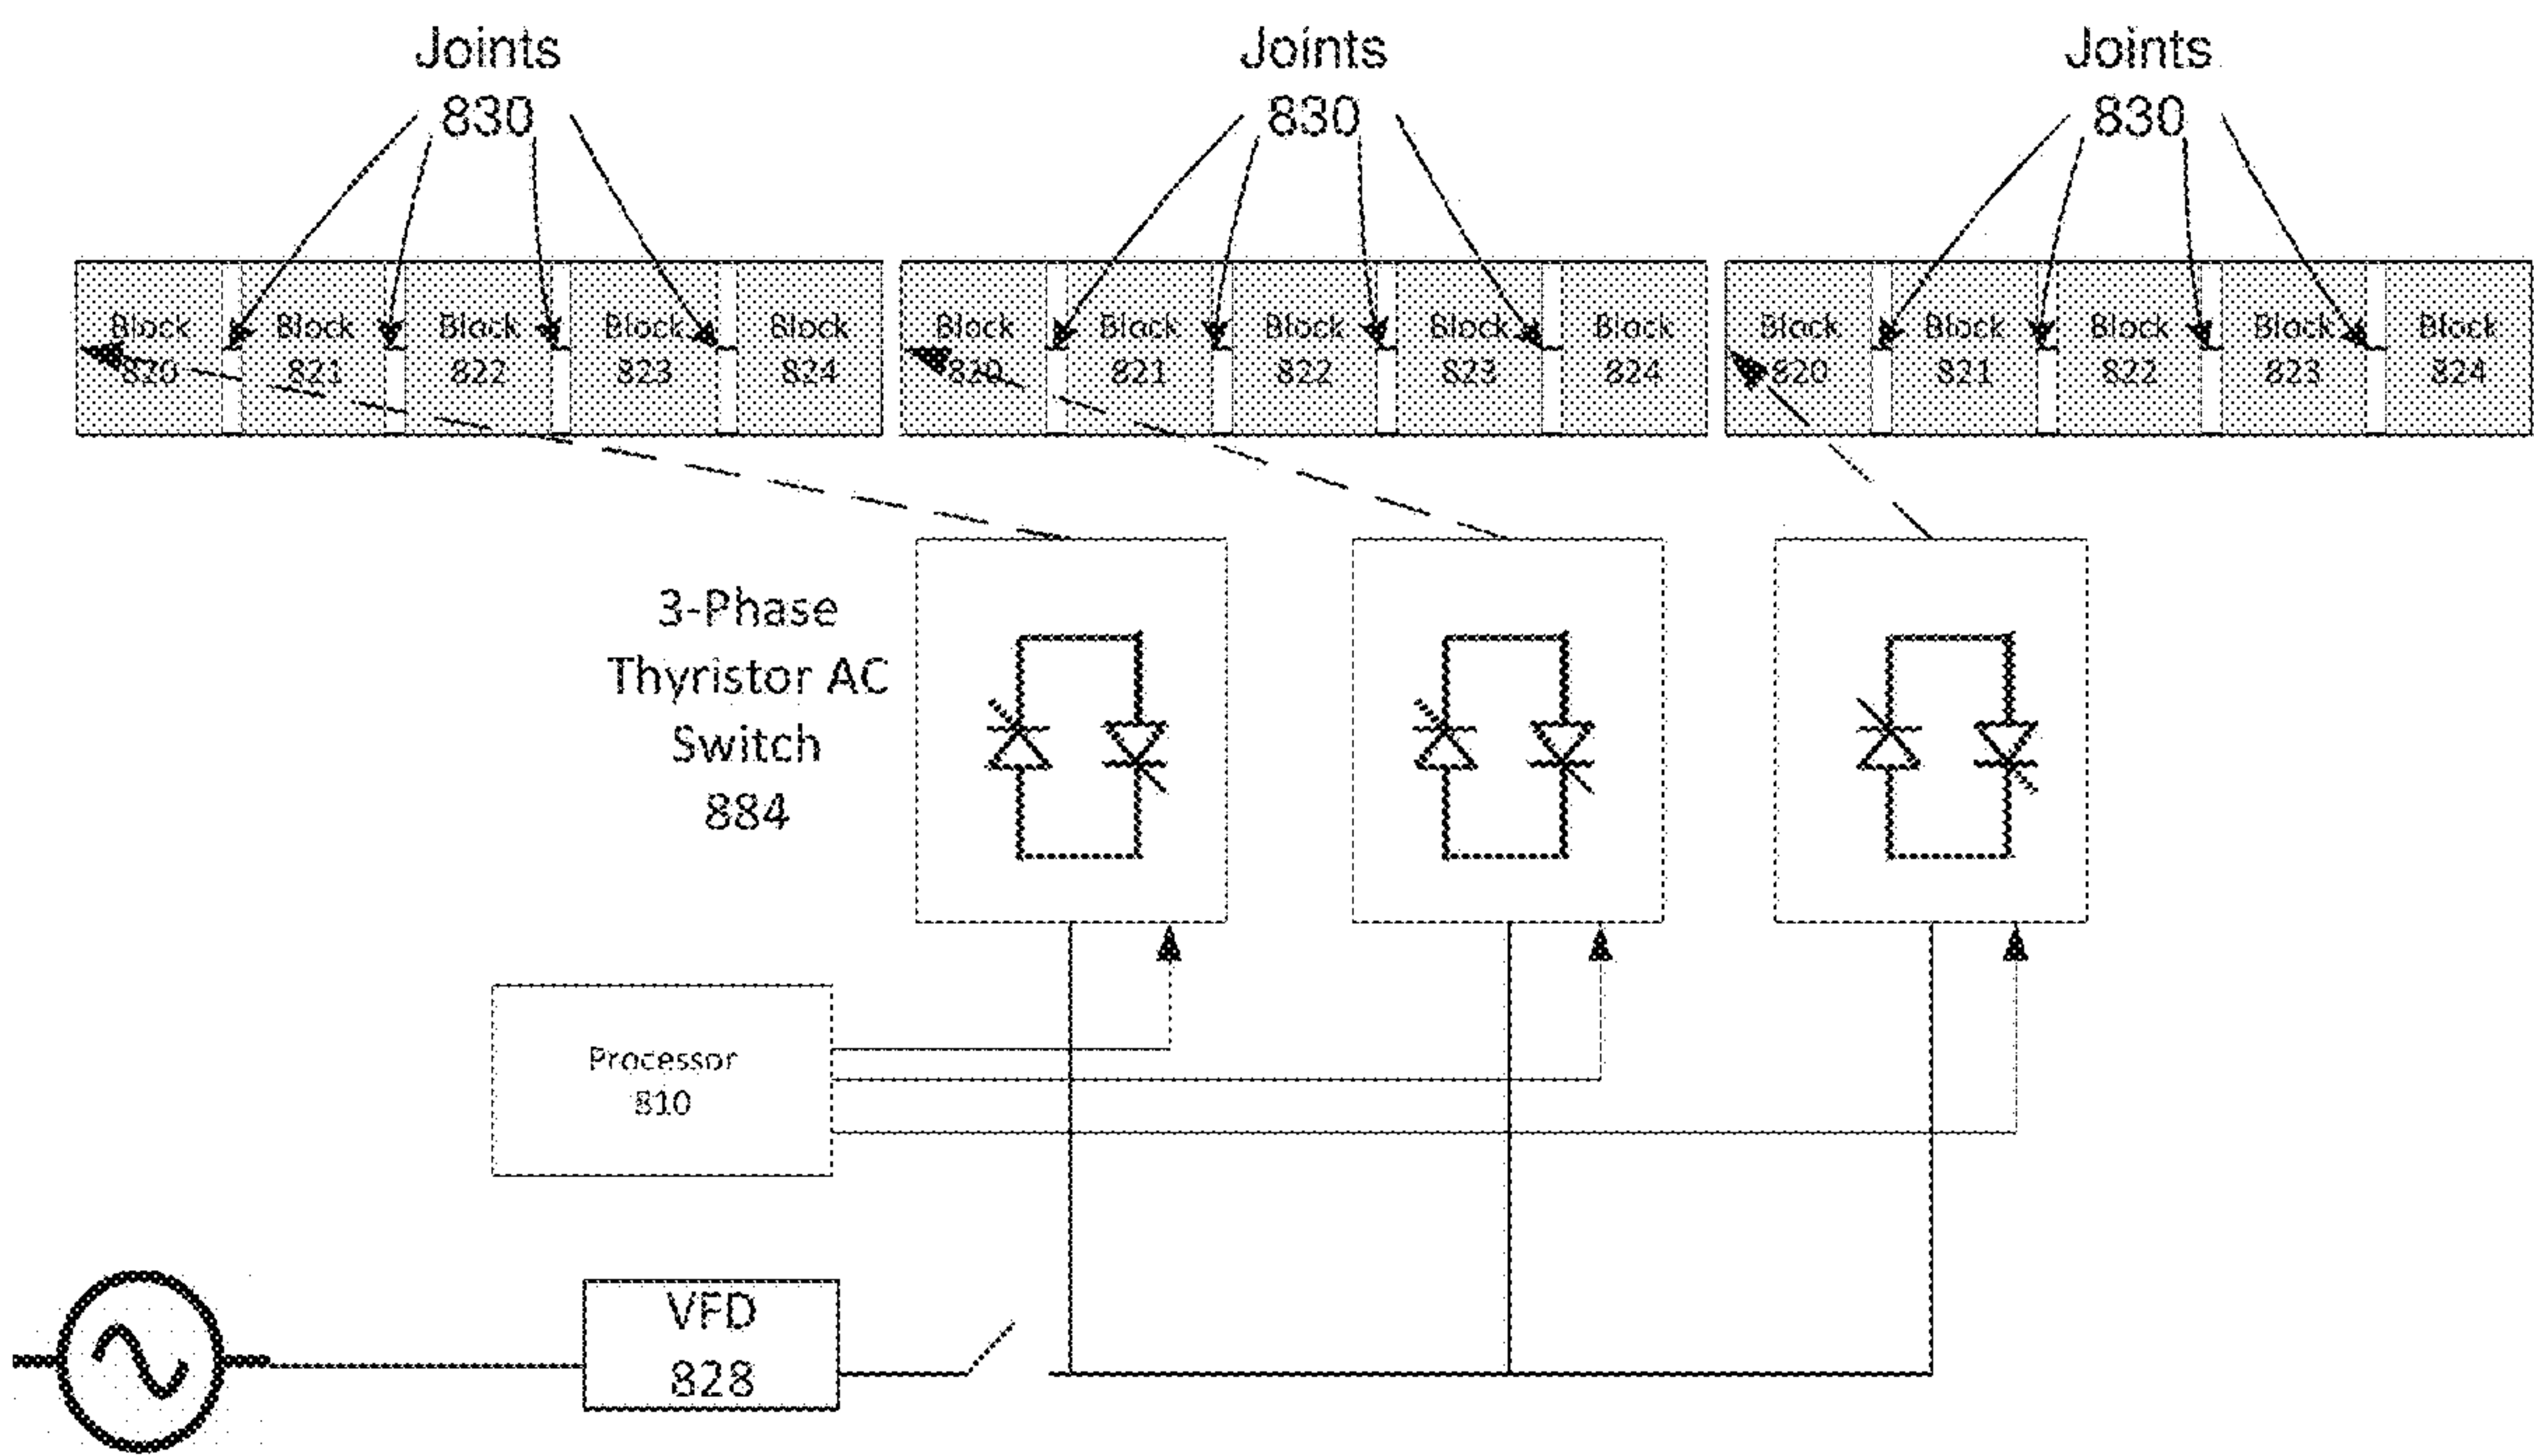 Joints
830
Joints
830
Joints
830
Block
820
Block
821
Block
822
Block
823
Block
824
Block
820
Block
821
Block
822
Block
823
Block
824
Block
820
Block
821
Block
822
Block
823
Block
824
3-Phase
Thyristor AC
Switch
884
Processor
810
VFD
828